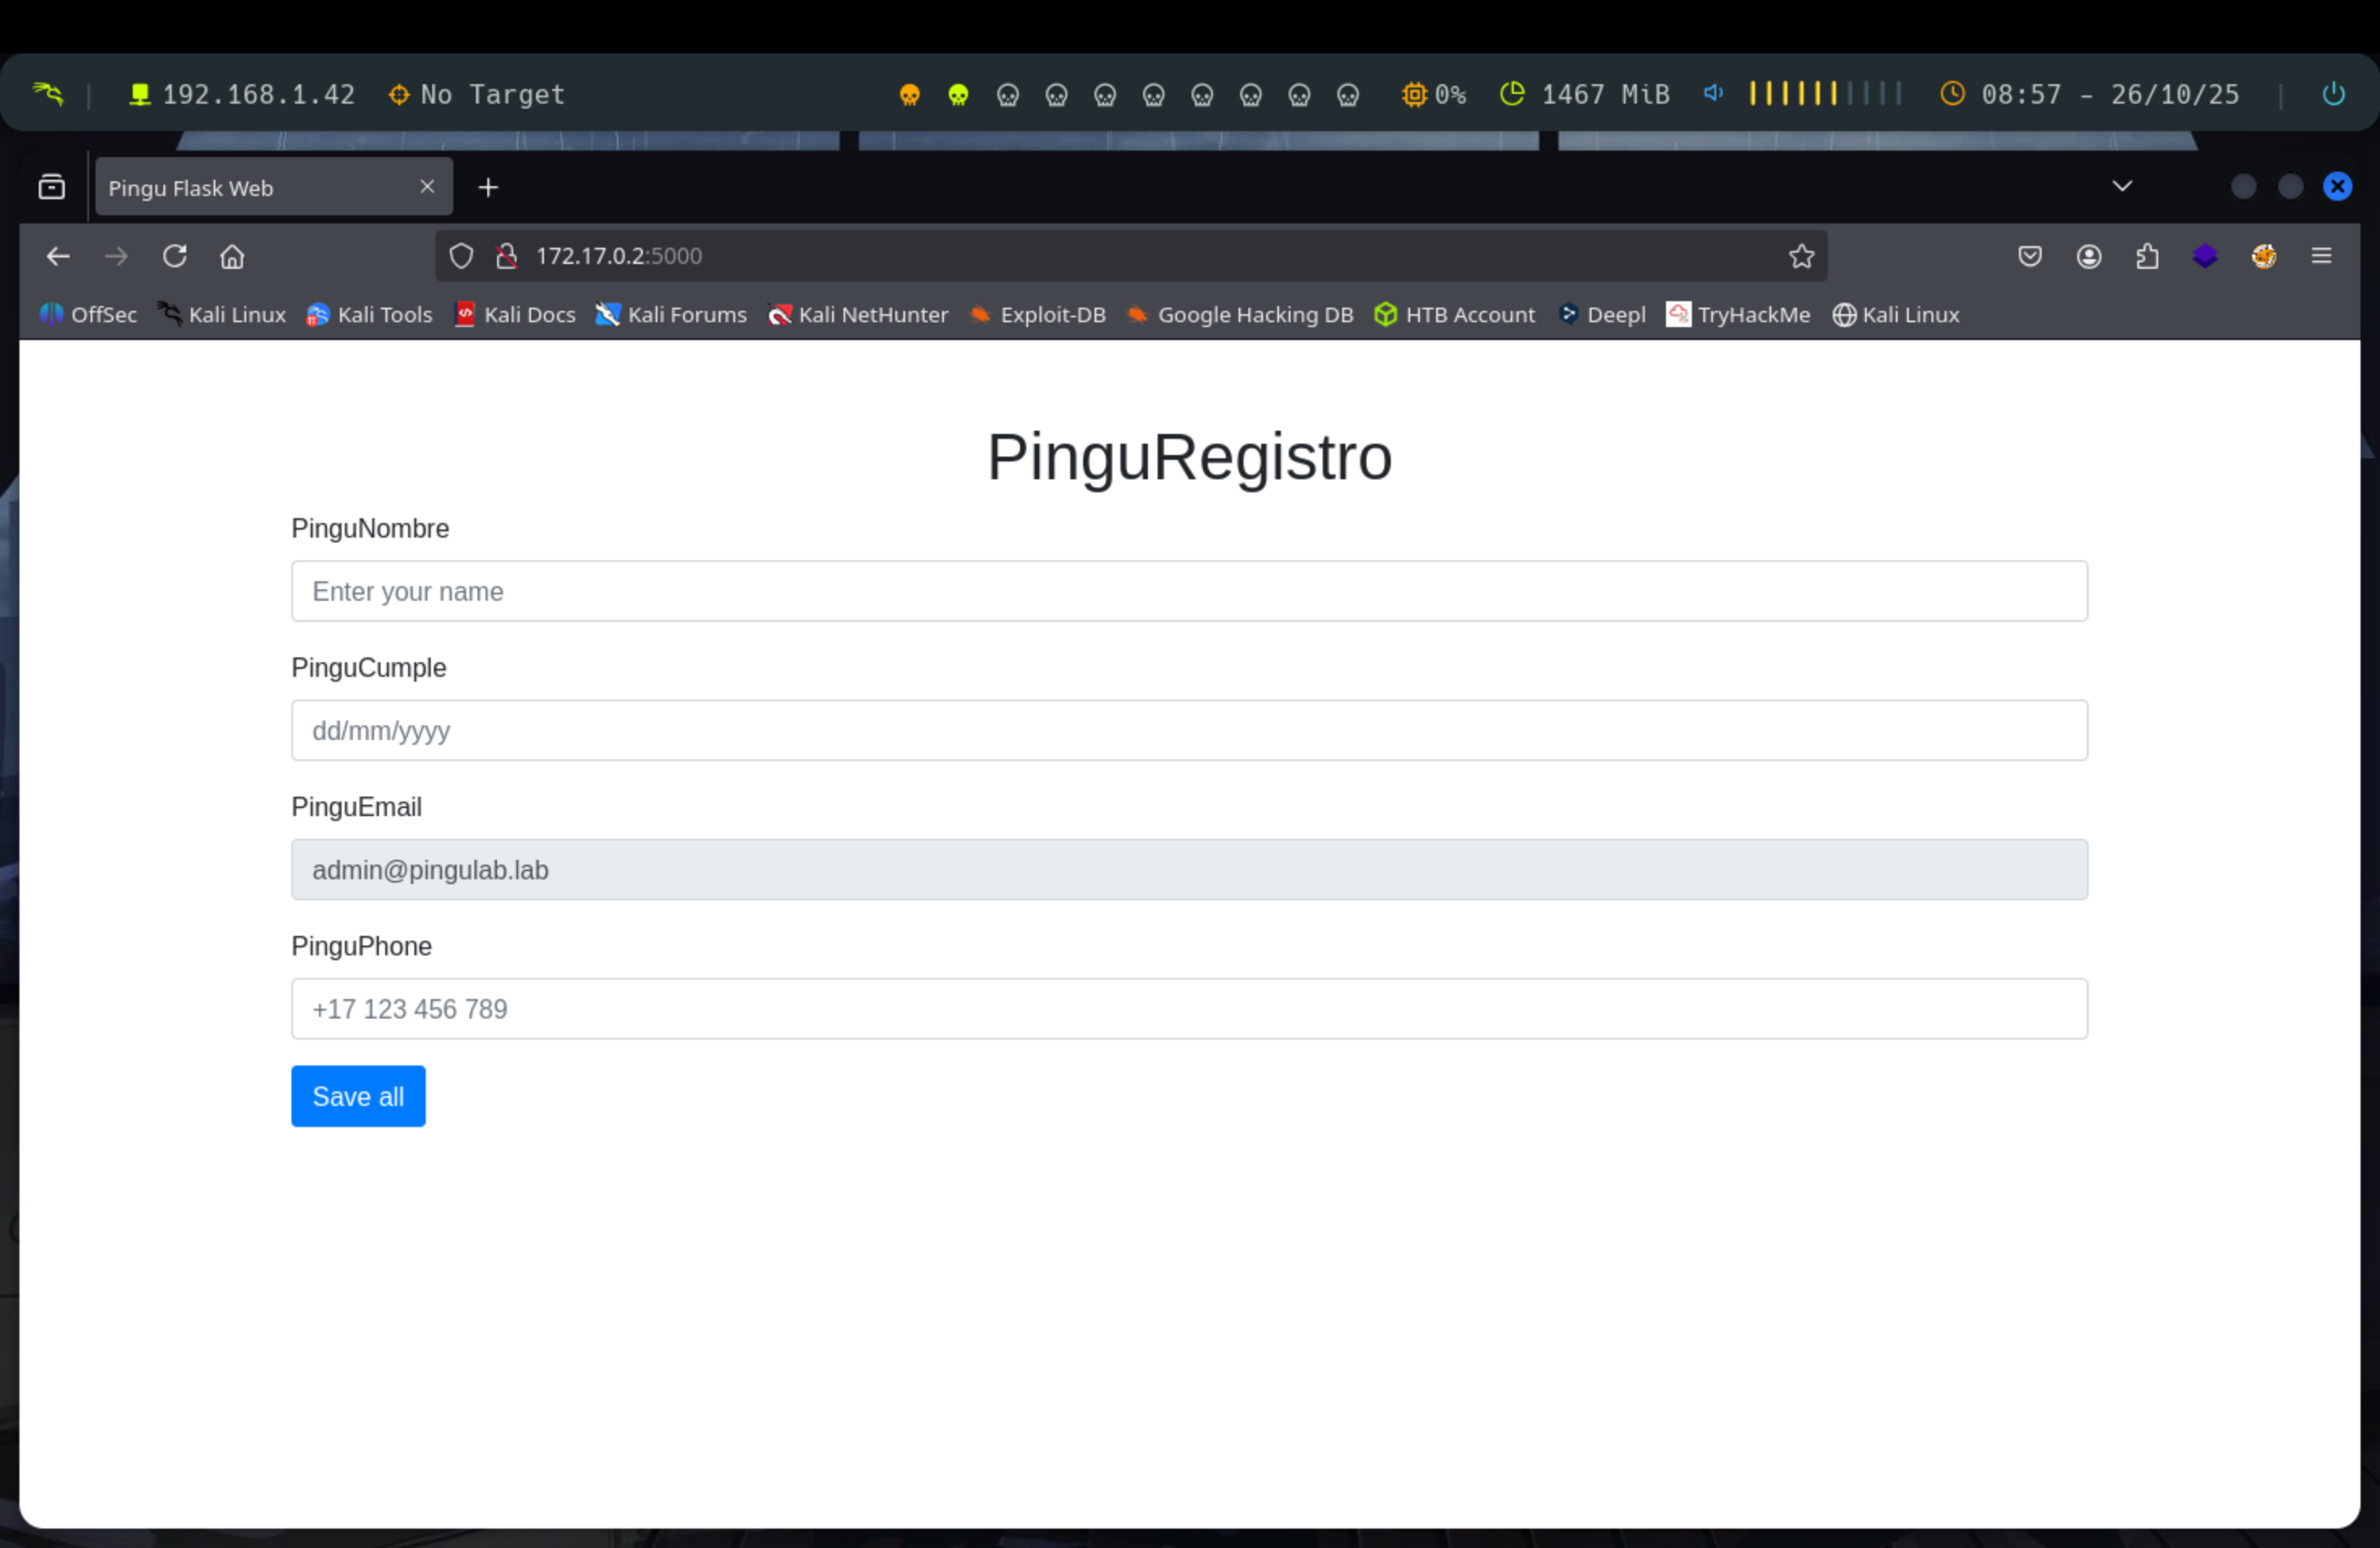 192.168.1.42 No Target 0% 1467 MiB 08:57 - 26/10/25
Pingu Flask Web
172.17.0.2:5000
OffSec Kali Linux Kali Tools Kali Docs Kali Forums Kali NetHunter Exploit-DB Google Hacking DB HTB Account Deepl TryHackMe Kali Linux
PinguRegistro
PinguNombre
Enter your name
PinguCumple
dd/mm/yyyy
PinguEmail
admin@pingulab.lab
PinguPhone
+17 123 456 789
Save all